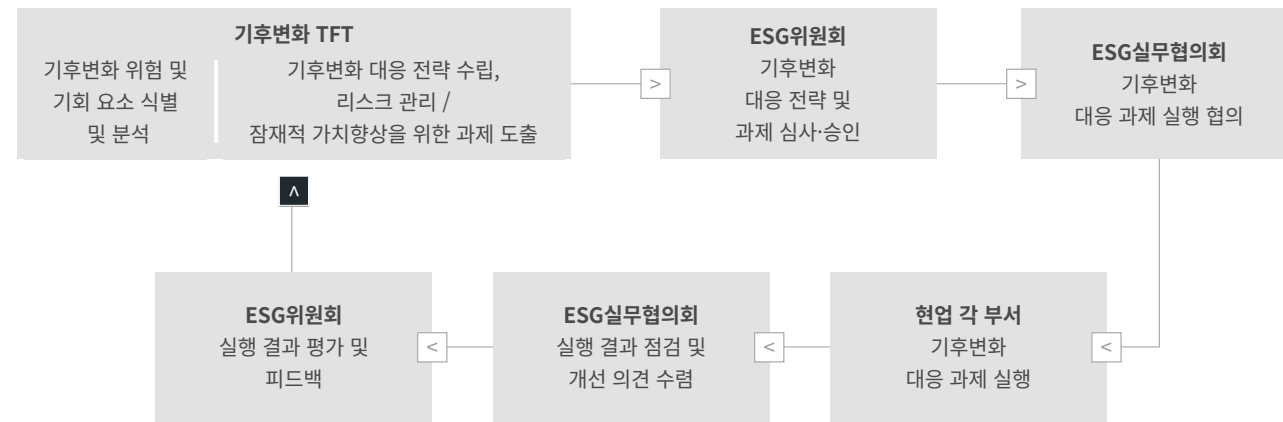 기후변화 TFT
기후변화 위험 및
기회 요소 식별
및 분석
기후변화 대응 전략 수립,
리스크 관리 /
잠재적 가치향상을 위한 과제 도출
>
ESG위원회
기후변화
대응 전략 및
과제 심사·승인
>
ESG실무협의회
기후변화
대응 과제 실행 협의
<
현업 각 부서
기후변화
대응 과제 실행
<
ESG실무협의회
실행 결과 점검 및
개선 의견 수렴
<
ESG위원회
실행 결과 평가 및
피드백
>